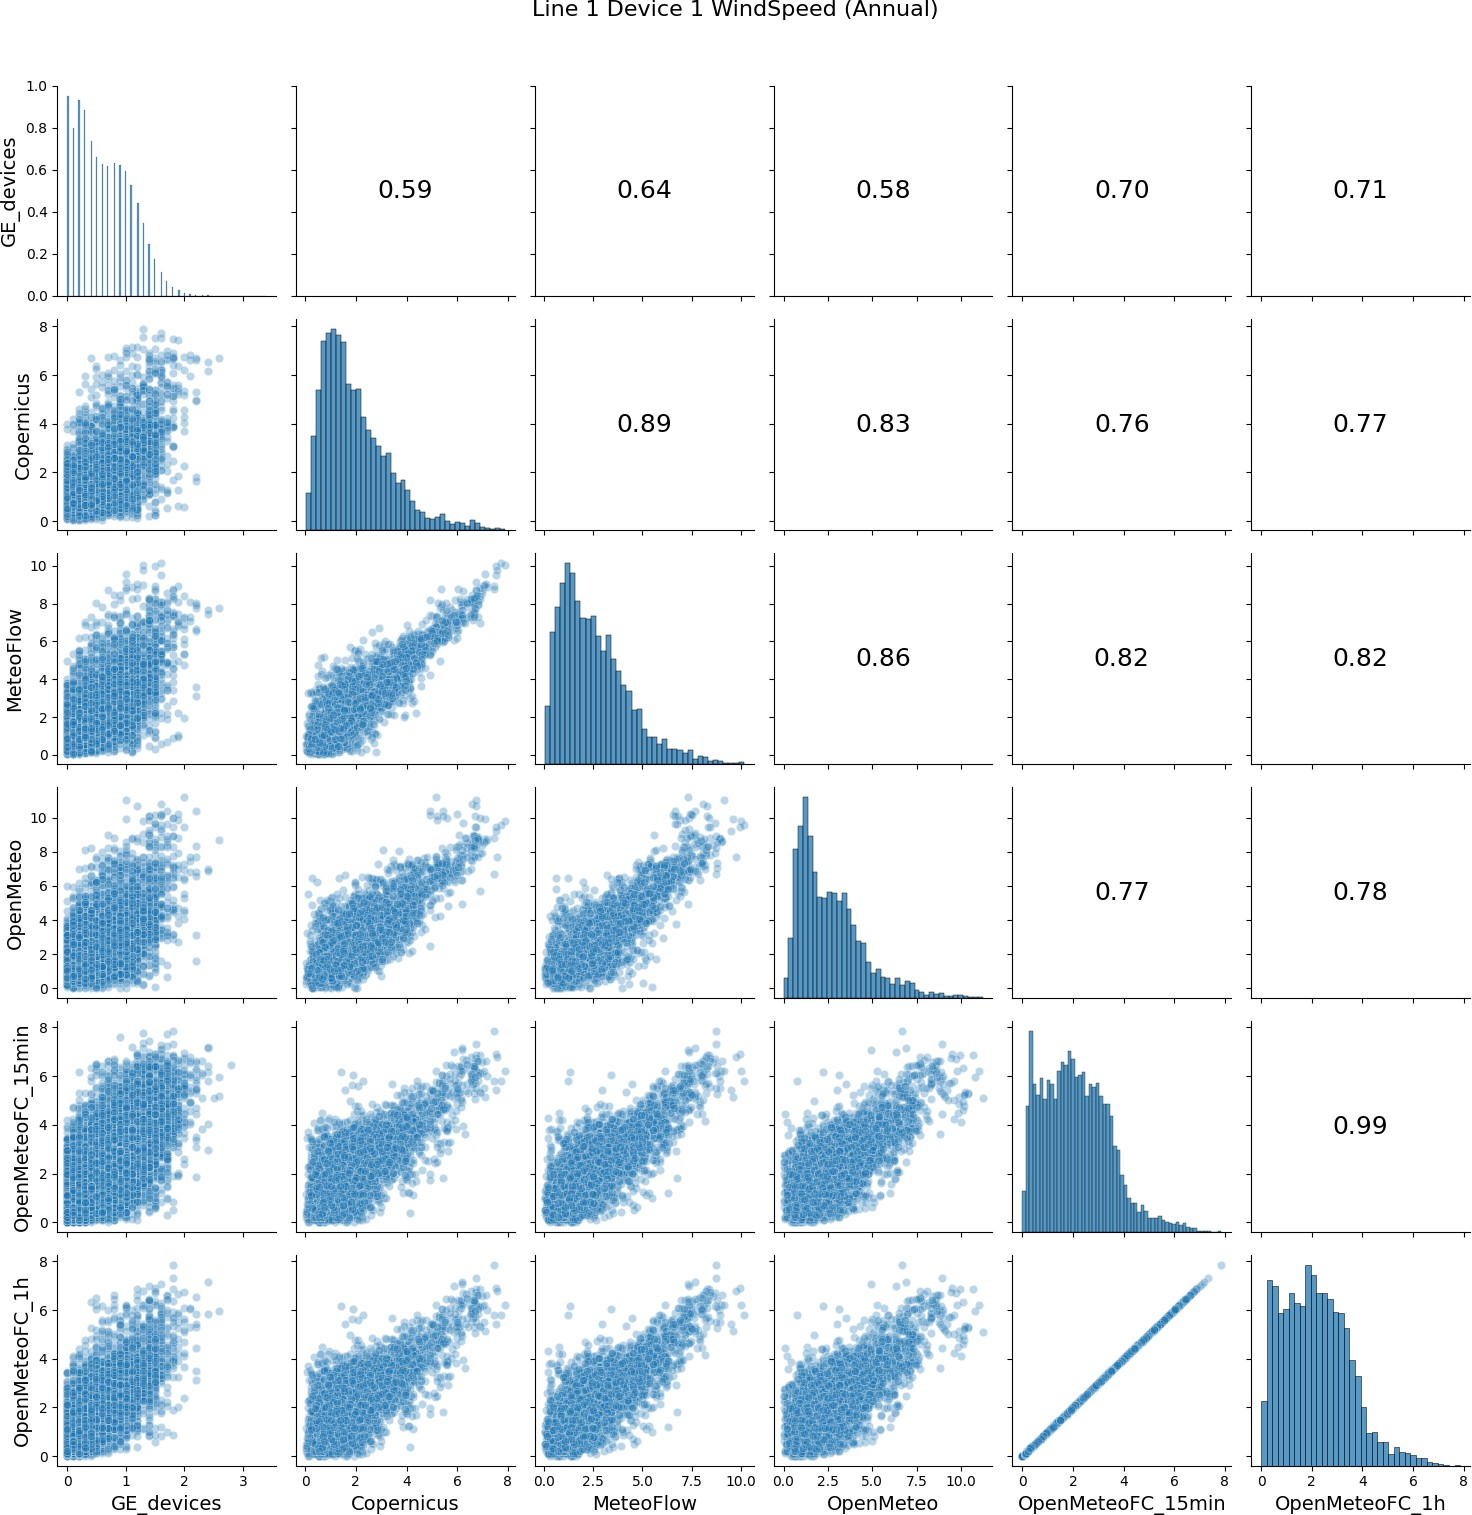 Line 1 Device 1 WindSpeed (Annual)
GE_devices
1.0
0.8
0.6
0.4
0.2
0.0
0.59
0.64
0.58
0.70
0.71
Copernicus
8
6
4
2
0
0.89
0.83
0.76
0.77
MeteoFlow
10
8
6
4
2
0
0.86
0.82
0.82
OpenMeteo
10
8
6
4
2
0
0.77
0.78
OpenMeteoFC_15min
8
6
4
2
0
0.99
OpenMeteoFC_1h
8
6
4
2
0
0 1 2 3
0 2 4 6 8
0.0 2.5 5.0 7.5 10.0
0.0 2.5 5.0 7.5 10.0
0 2 4 6 8
0 2 4 6 8
GE_devices
Copernicus
MeteoFlow
OpenMeteo
OpenMeteoFC_15min
OpenMeteoFC_1h